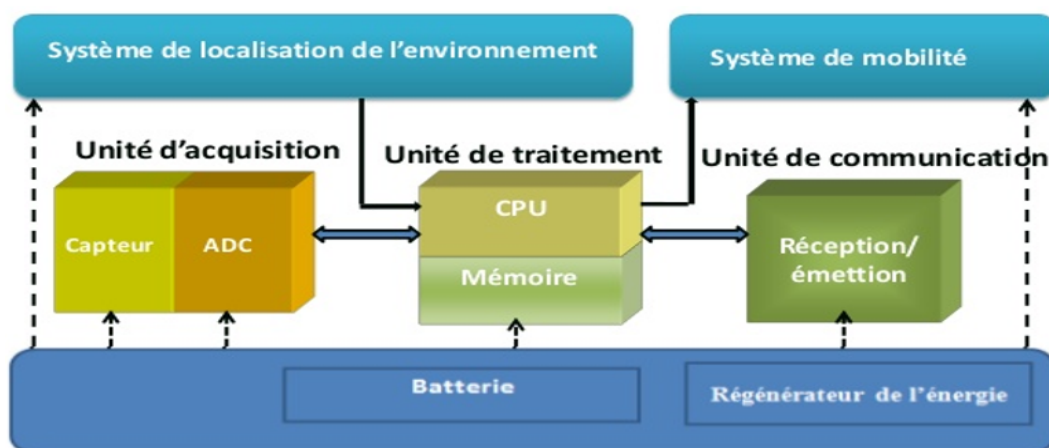 Système de localisation de l'environnement
Système de mobilité
Unité d'acquisition
Unité de traitement
Unité de communication
Capteur
ADC
CPU
Mémoire
Réception/
émettion
Batterie
Régénérateur de l'énergie